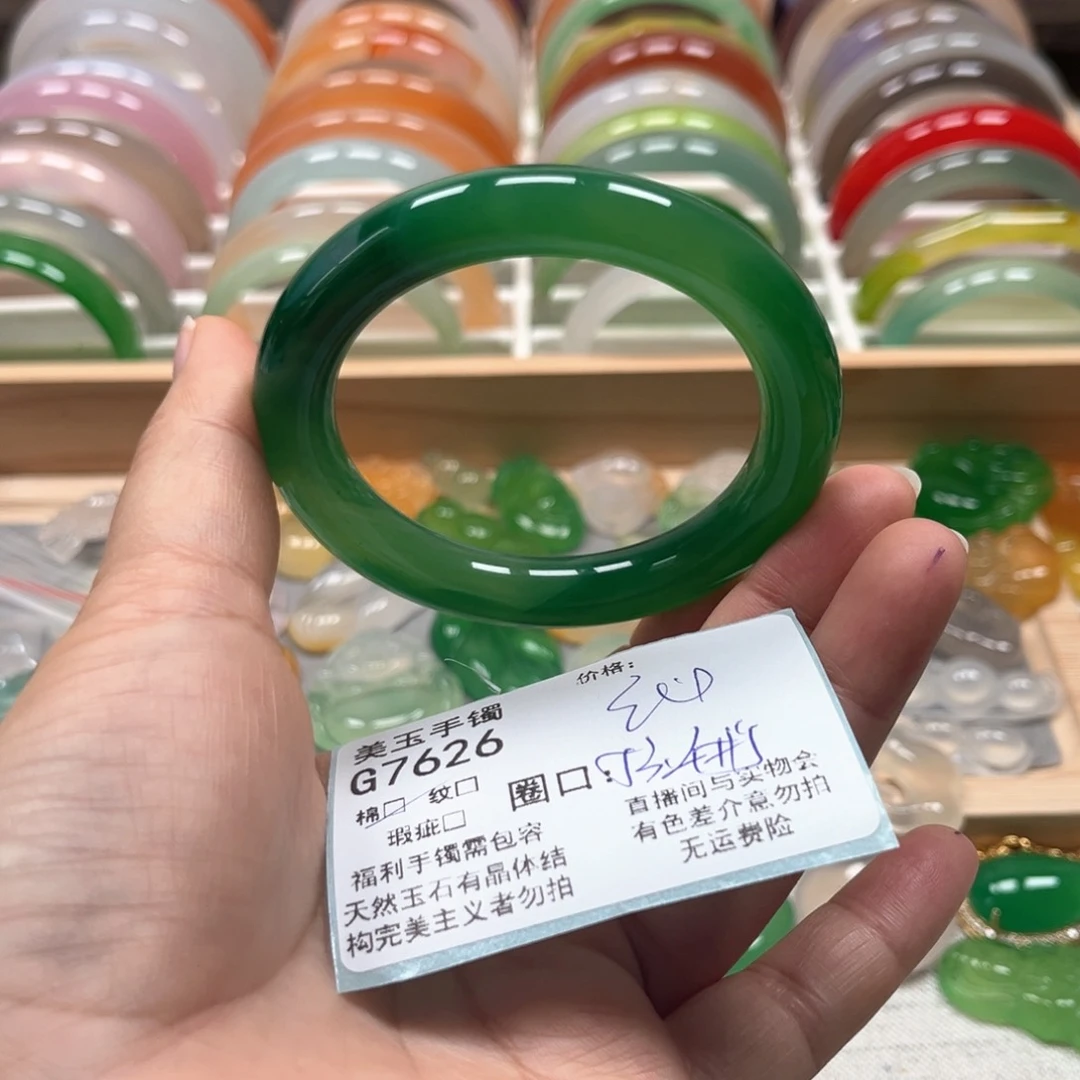 价格:
美玉手镯
G7626
圈口:
棉□ 纹□
瑕疵□
福利手镯需包容
天然玉石有晶体结
构完美主义者勿拍
直播间与实物会
有色差介意勿拍
无运费险